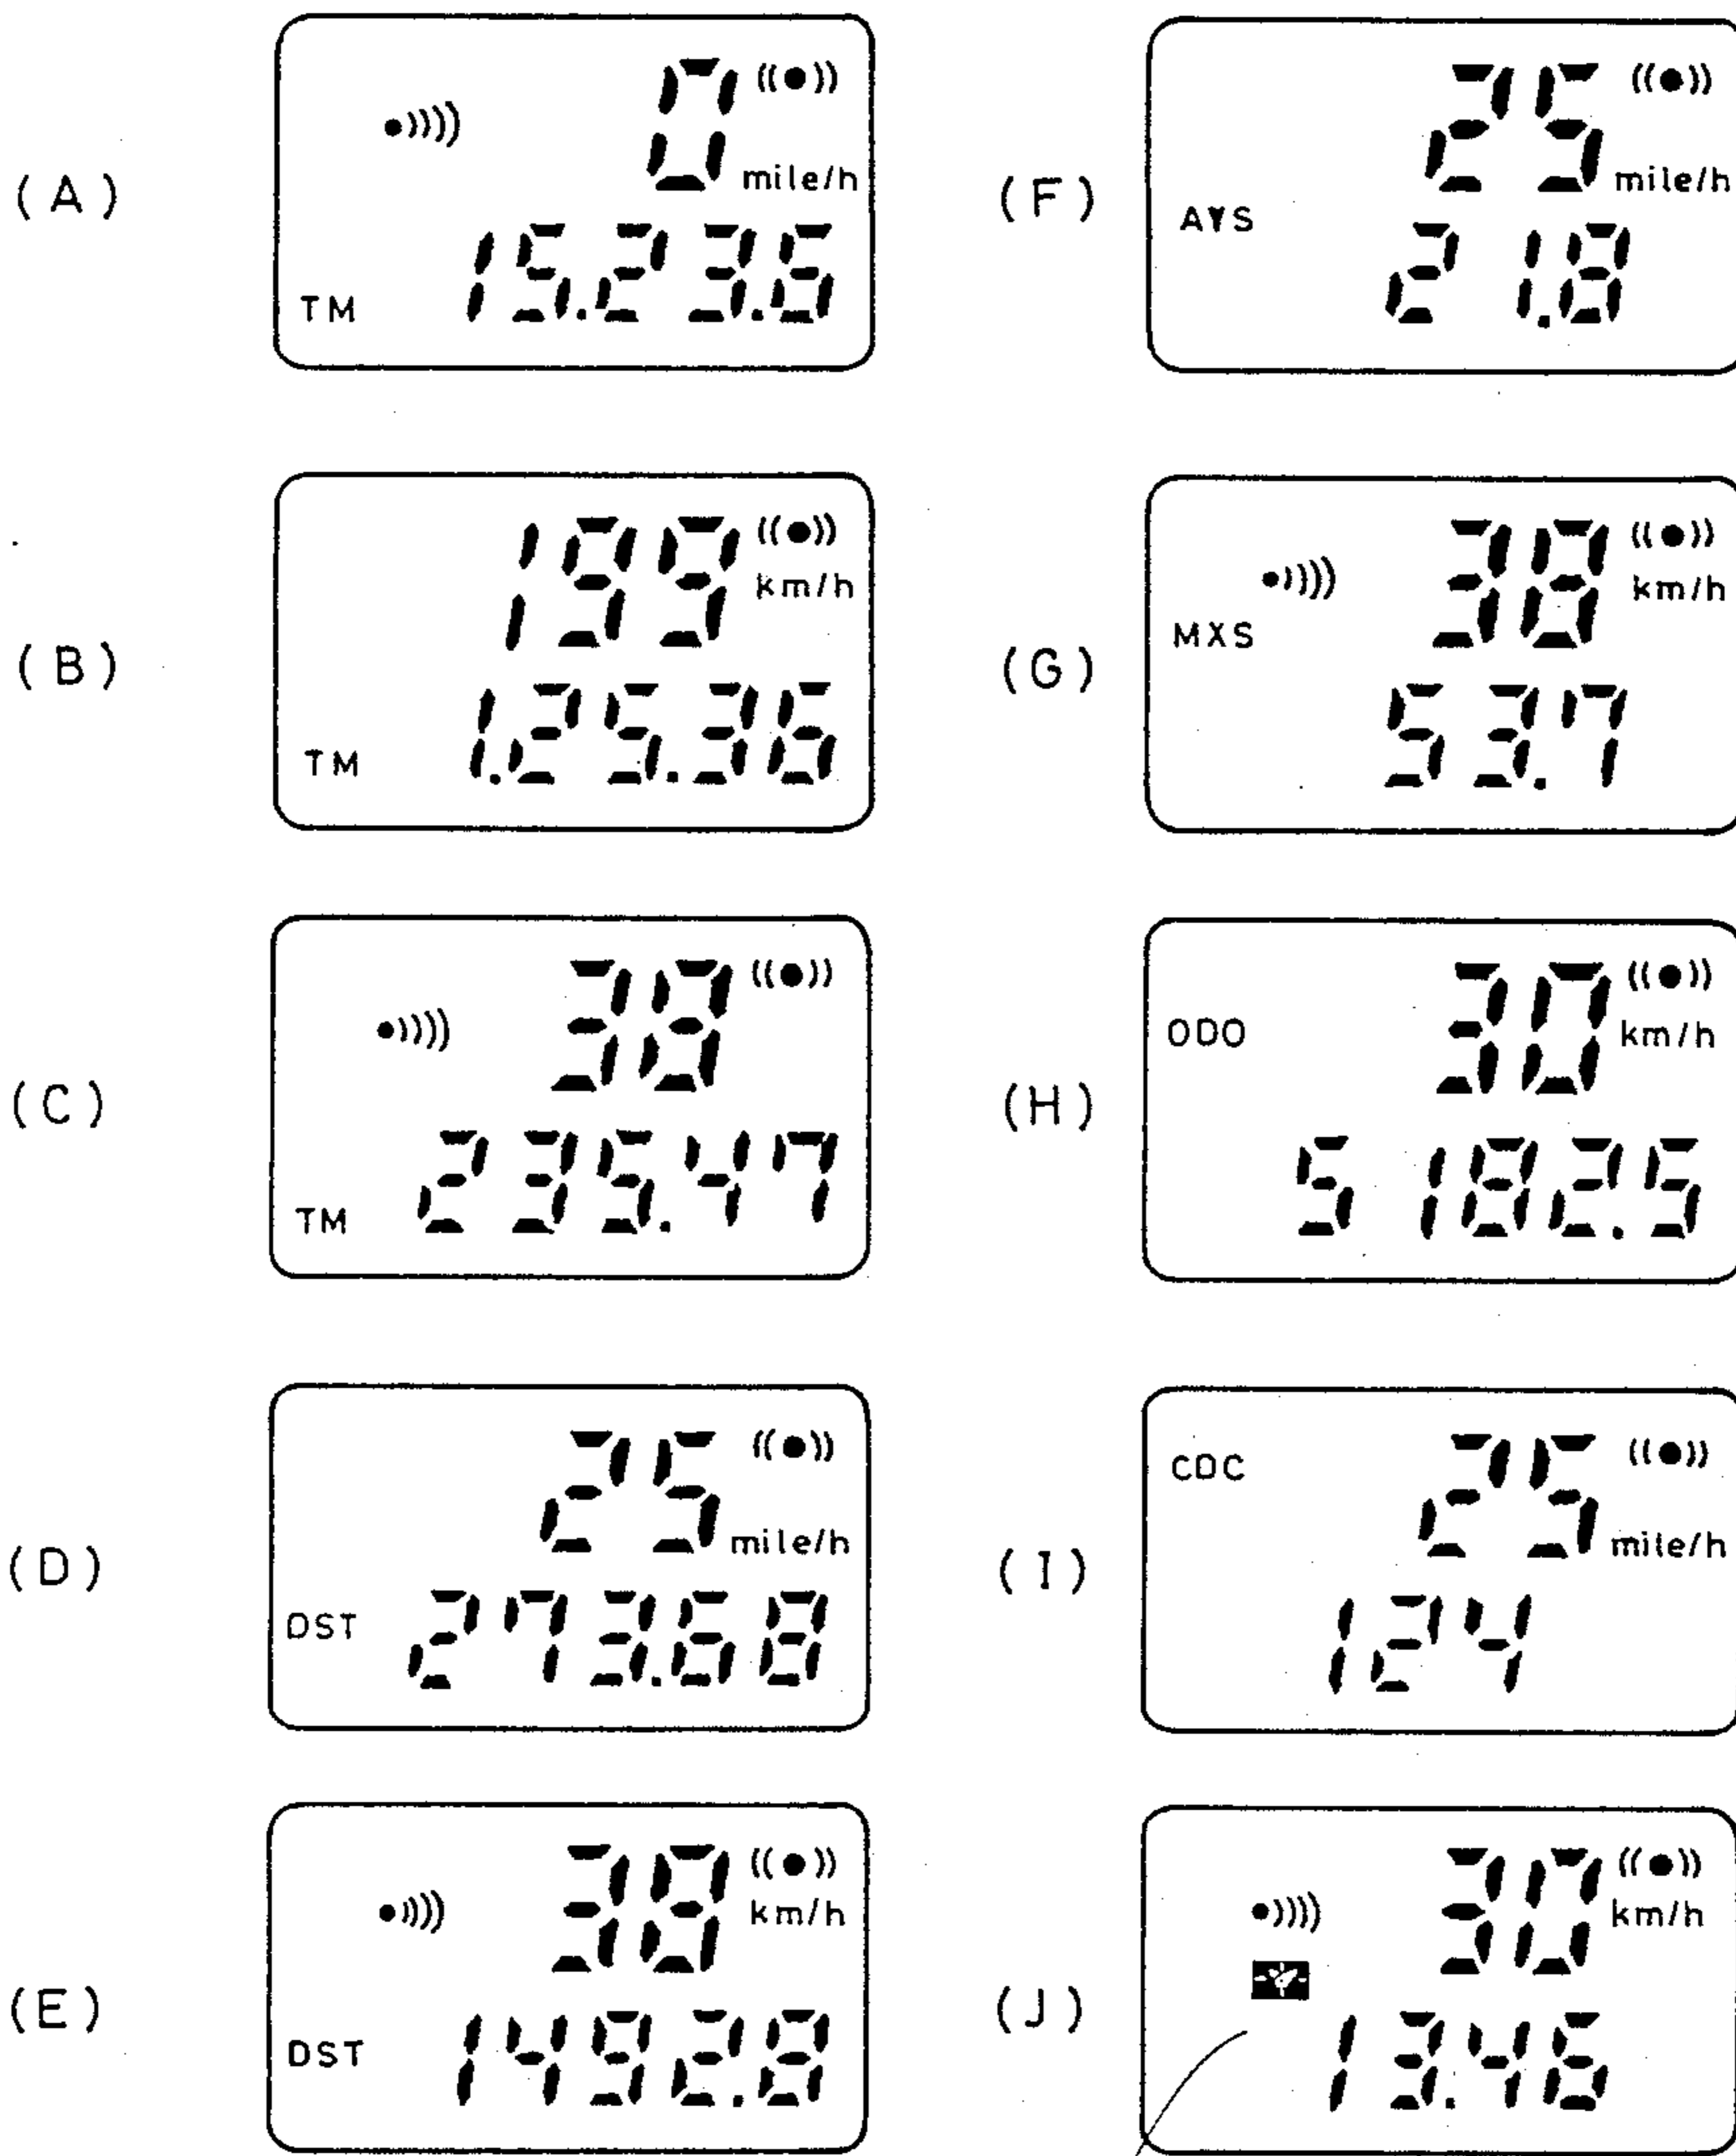 (A)
0
mile/h
TM 15.23.6
(B)
199
km/h
TM 1.25.36
(C)
38
TM 235.47
(D)
25
mile/h
DST 273.68
(E)
38
km/h
DST 1492.8
(F)
25
mile/h
AVS
21.8
(G)
38
km/h
MXS
53.7
(H)
ODO 30
km/h
5182.5
(I)
CDC 25
mile/h
124
(J)
30
km/h
13.46